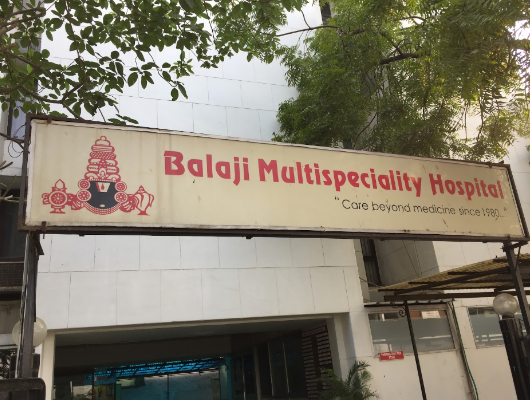 Balaji Multispeciality Hospital
"Care beyond medicine since 1980.."